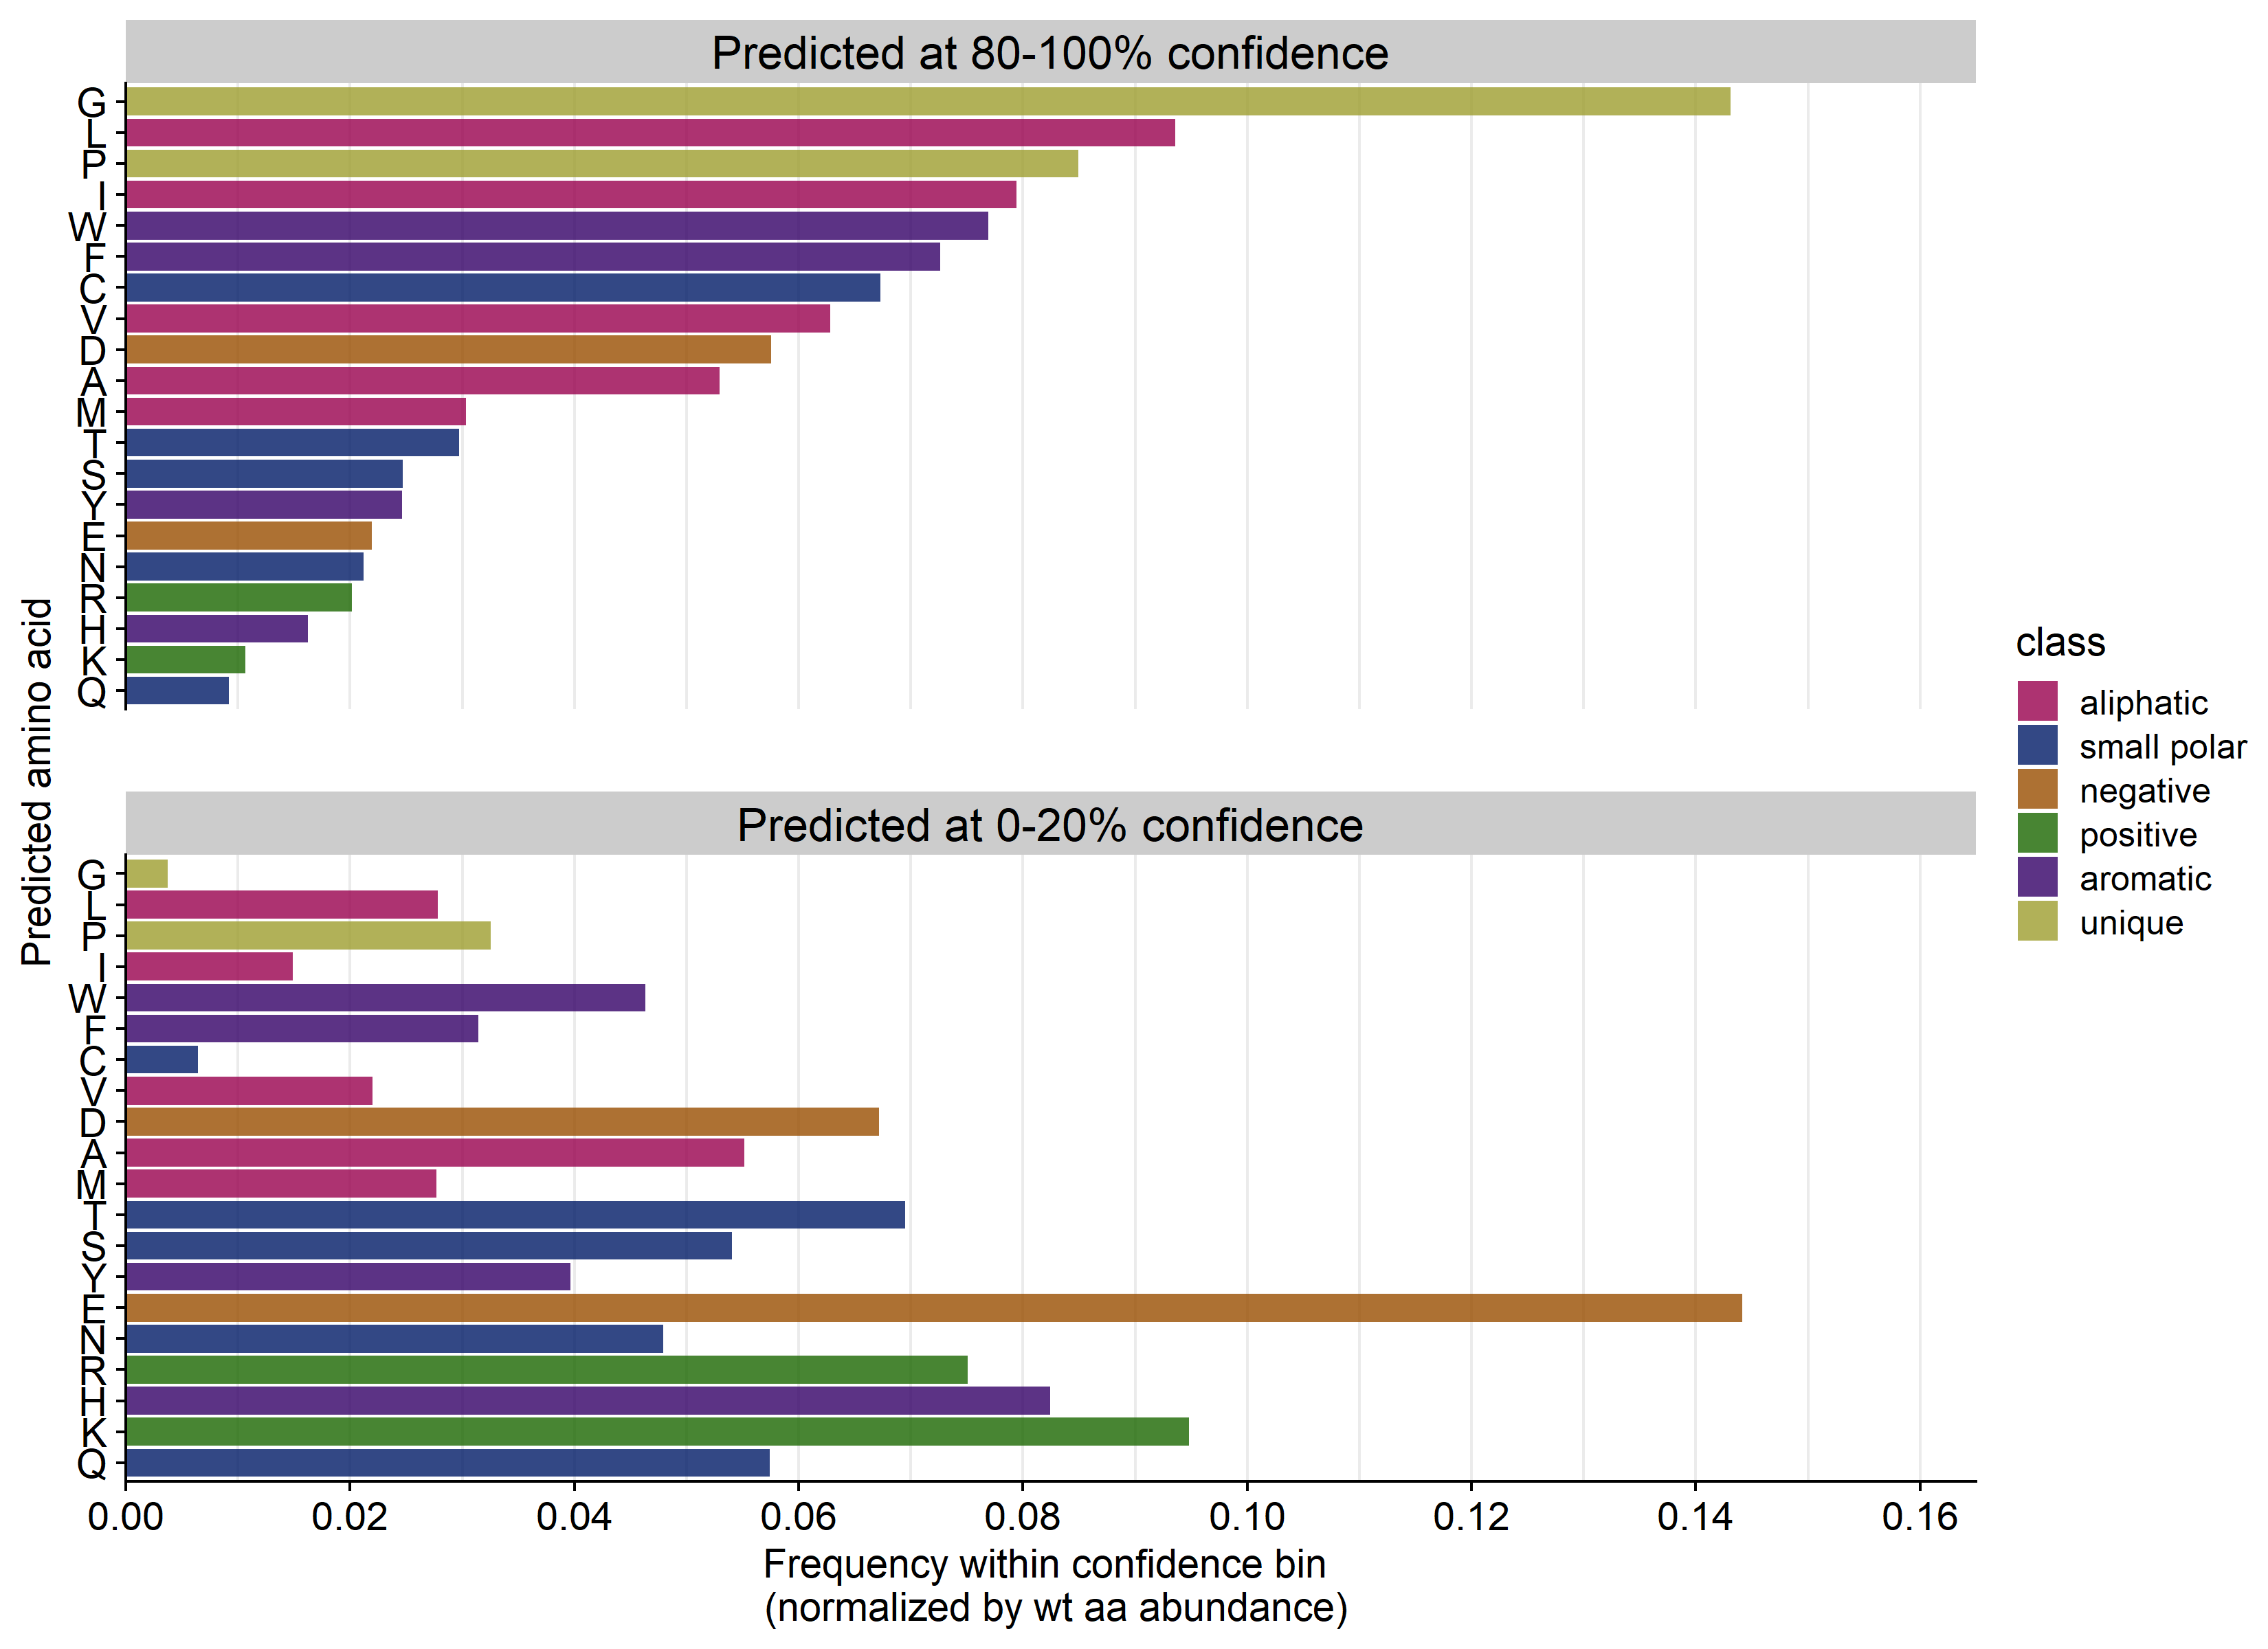 Predicted at 80-100% confidence
G
L
P
I
W
F
C
V
D
A
M
T
S
Y
E
N
R
H
K
Q
Predicted amino acid
Predicted at 0-20% confidence
G
L
P
I
W
F
C
V
D
A
M
T
S
Y
E
N
R
H
K
Q
0.00 0.02 0.04 0.06 0.08 0.10 0.12 0.14 0.16
Frequency within confidence bin
(normalized by wt aa abundance)
class
aliphatic
small polar
negative
positive
aromatic
unique